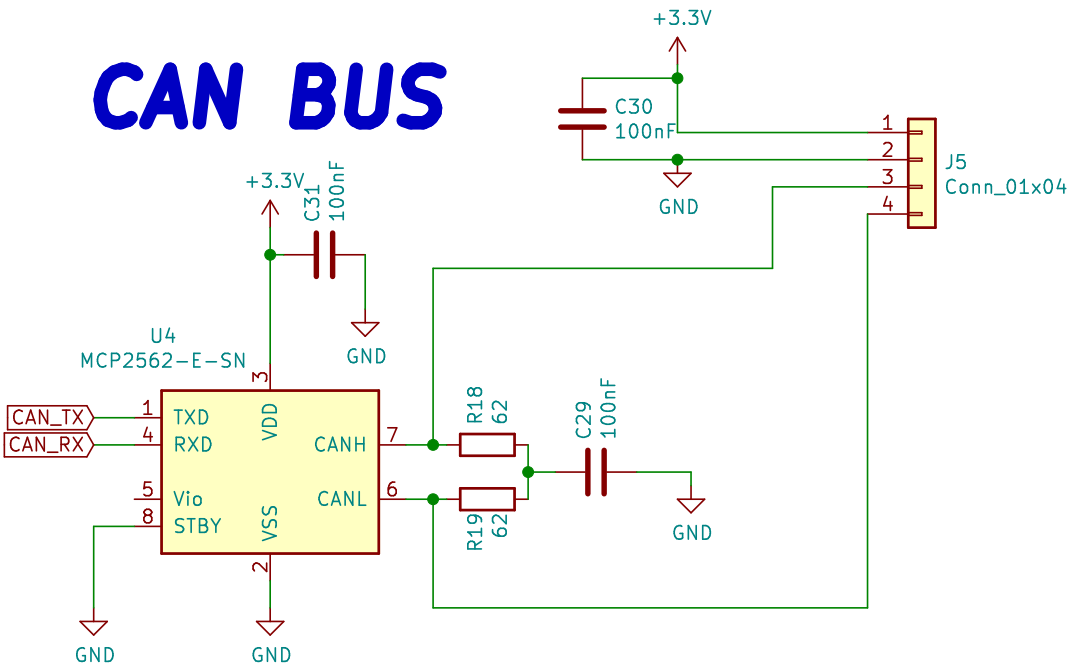 +3.3V
CAN BUS
C30
100nF
1
2
3
4
J5
Conn_01x04
GND
+3.3V
C31
100nF
GND
U4
MCP2562-E-SN
3
CAN_TX
1
TXD
VDD
CAN_RX
4
RXD
CANH
7
R18
62
C29
100nF
5
Vio
CANL
6
8
STBY
VSS
R19
62
GND
2
GND
GND